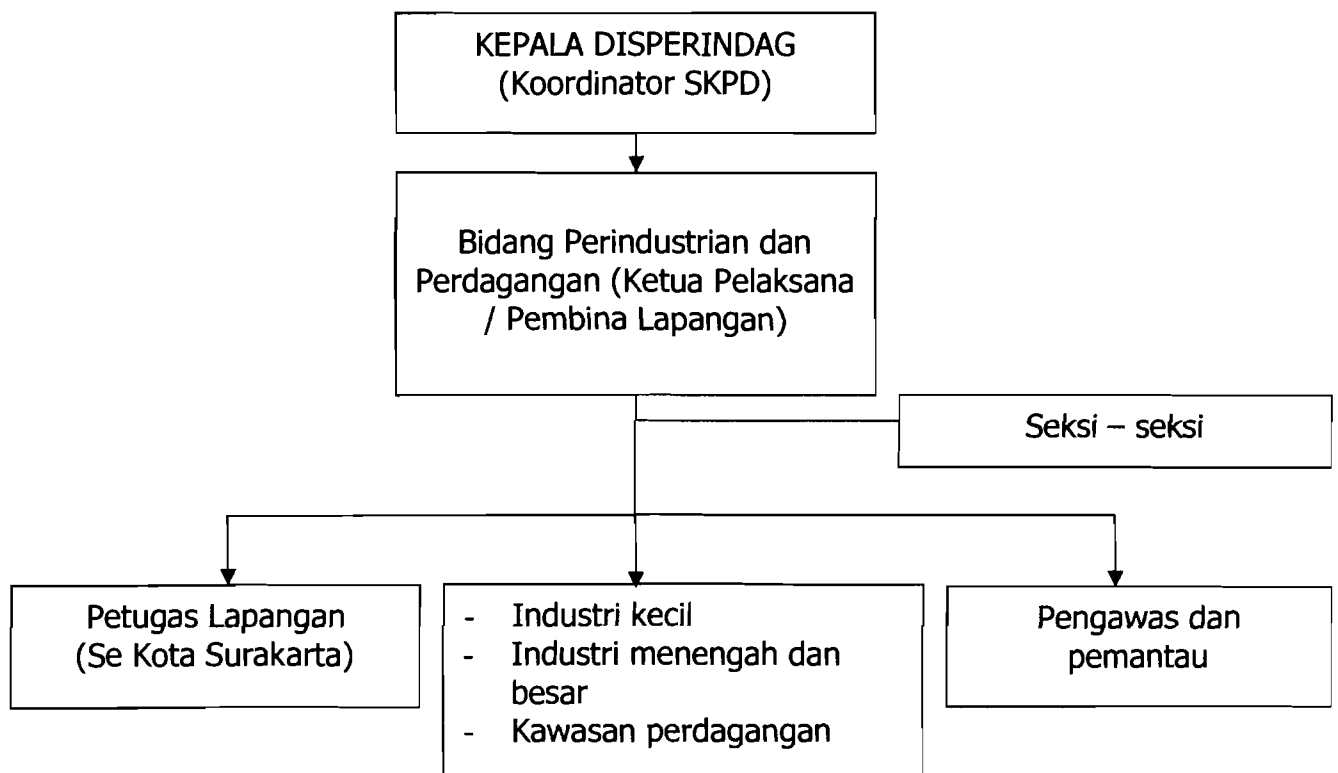 KEPALA DISPERINDAG
(Koordinator SKPD)
Bidang Perindustrian dan
Perdagangan (Ketua Pelaksana
/ Pembina Lapangan)
Seksi – seksi
Petugas Lapangan
(Se Kota Surakarta)
- Industri kecil
- Industri menengah dan
besar
- Kawasan perdagangan
Pengawas dan
pemantau